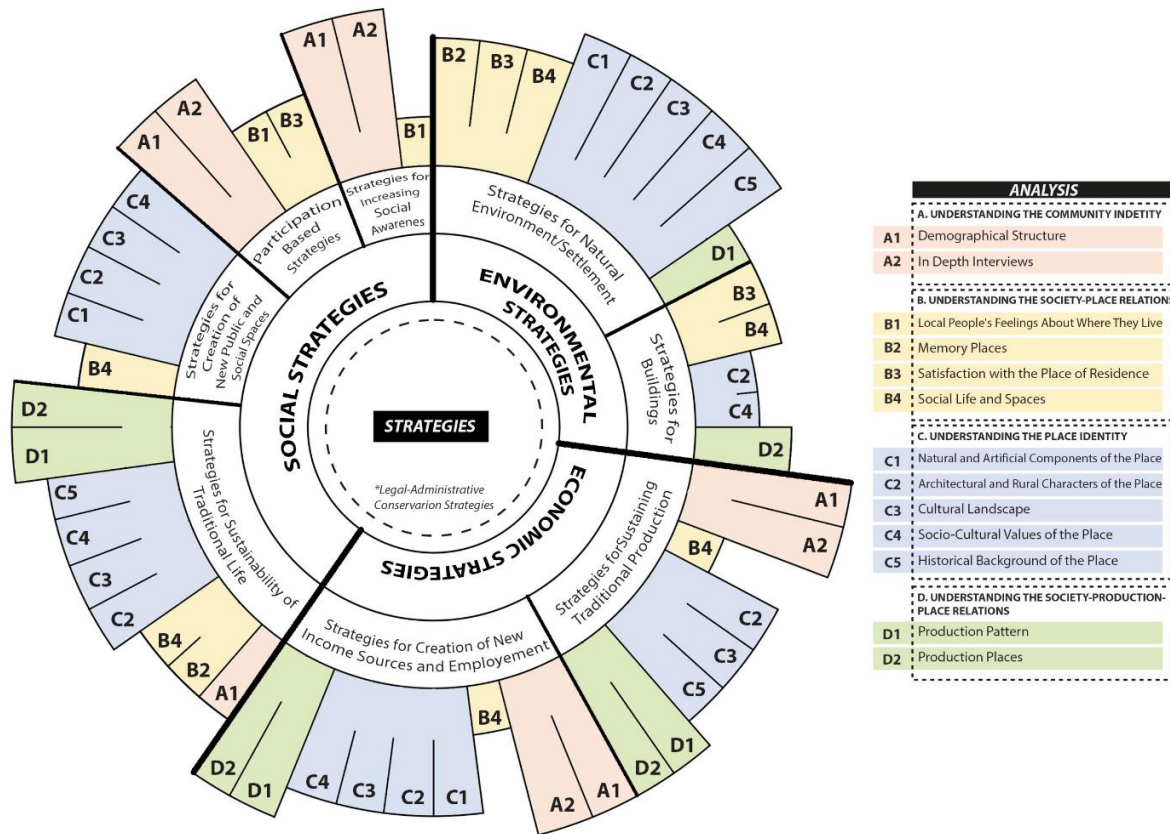 STRATEGIES
*Legal-Administrative
Conservarion Strategies
ENVIRONMENTAL
STRATEGIES
Strategies for Natural
Environment/Settlement
B2
B3
B4
C1
C2
C3
C4
C5
D1
Strategies for
Buildings
B3
B4
C2
C4
D2
ECONOMIC STRATEGIES
Strategies forSustaining
Traditional Production
A1
A2
B4
C2
C3
C5
D1
D2
Strategies for Creation of New
Income Sources and Employement
A1
A2
B4
C1
C2
C3
C4
D1
D2
SOCIAL STRATEGIES
Strategies for Sustainability of
Traditional Life
A1
B2
B4
C2
C3
C4
C5
D1
D2
Strategies for
Creation of
New Public and
Social Spaces
B4
C1
C2
C3
C4
Participation
Based
Strategies
A1
A2
B1
B3
Strategies for
Increasing
Social
Awarenes
A1
A2
B1
ANALYSIS
A. UNDERSTANDING THE COMMUNITY INDETITY
A1 Demographical Structure
A2 In Depth Interviews
B. UNDERSTANDING THE SOCIETY-PLACE RELATIONS
B1 Local People's Feelings About Where They Live
B2 Memory Places
B3 Satisfaction with the Place of Residence
B4 Social Life and Spaces
C. UNDERSTANDING THE PLACE IDENTITY
C1 Natural and Artificial Components of the Place
C2 Architectural and Rural Characters of the Place
C3 Cultural Landscape
C4 Socio-Cultural Values of the Place
C5 Historical Background of the Place
D. UNDERSTANDING THE SOCIETY-PRODUCTION-
PLACE RELATIONS
D1 Production Pattern
D2 Production Places